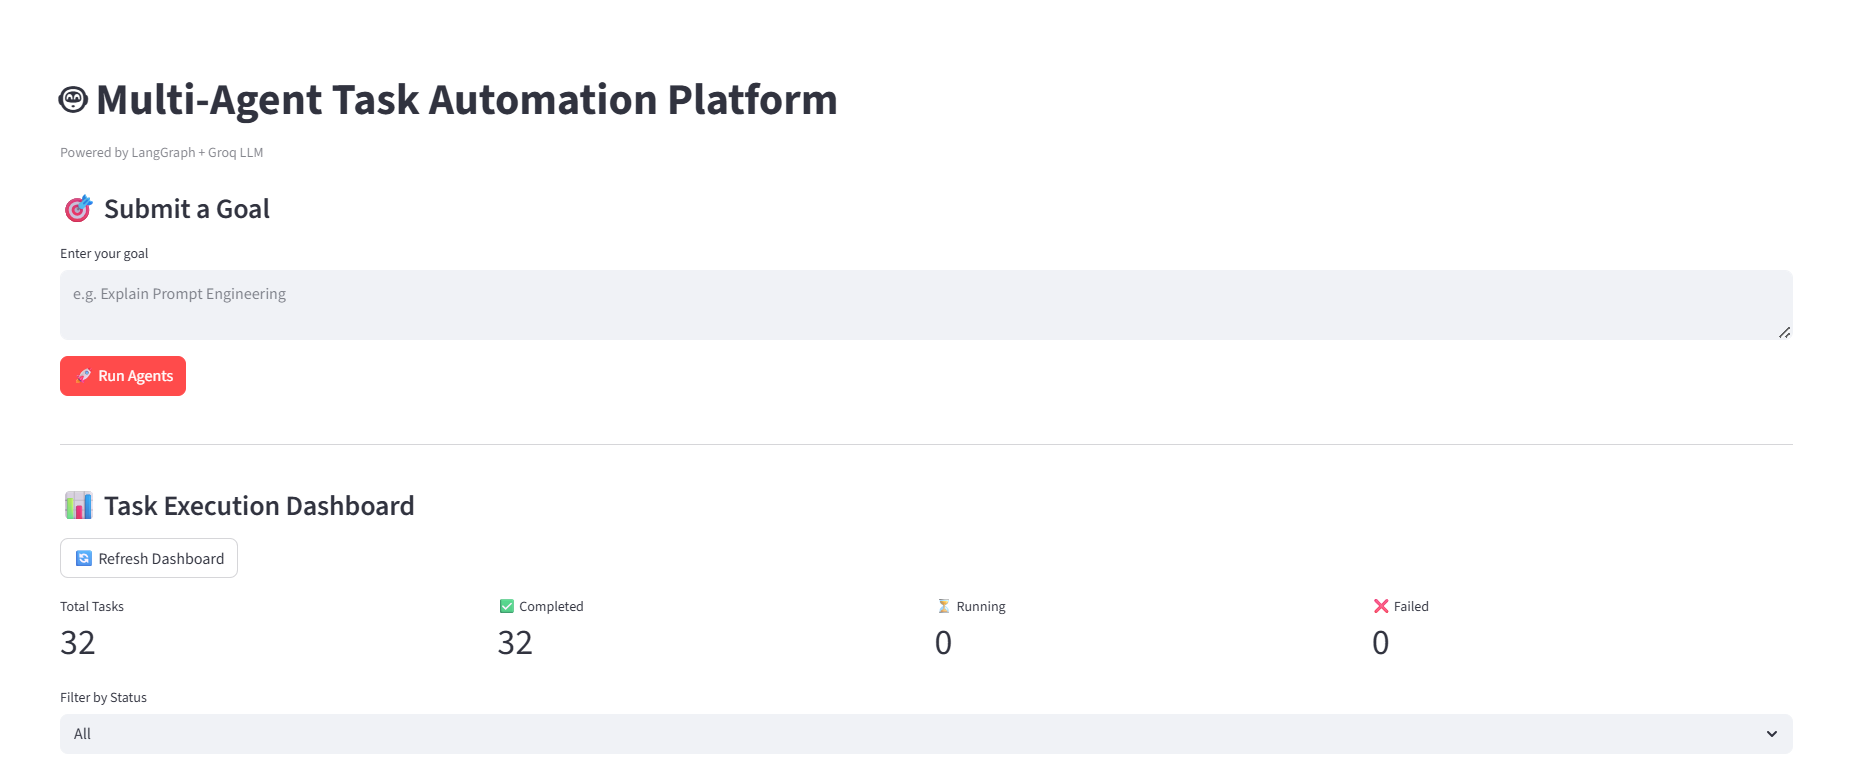 Multi-Agent Task Automation Platform
Powered by LangGraph + Groq LLM
Submit a Goal
Enter your goal
e.g. Explain Prompt Engineering
Run Agents
Task Execution Dashboard
Refresh Dashboard
Total Tasks
32
Completed
32
Running
0
Failed
0
Filter by Status
All